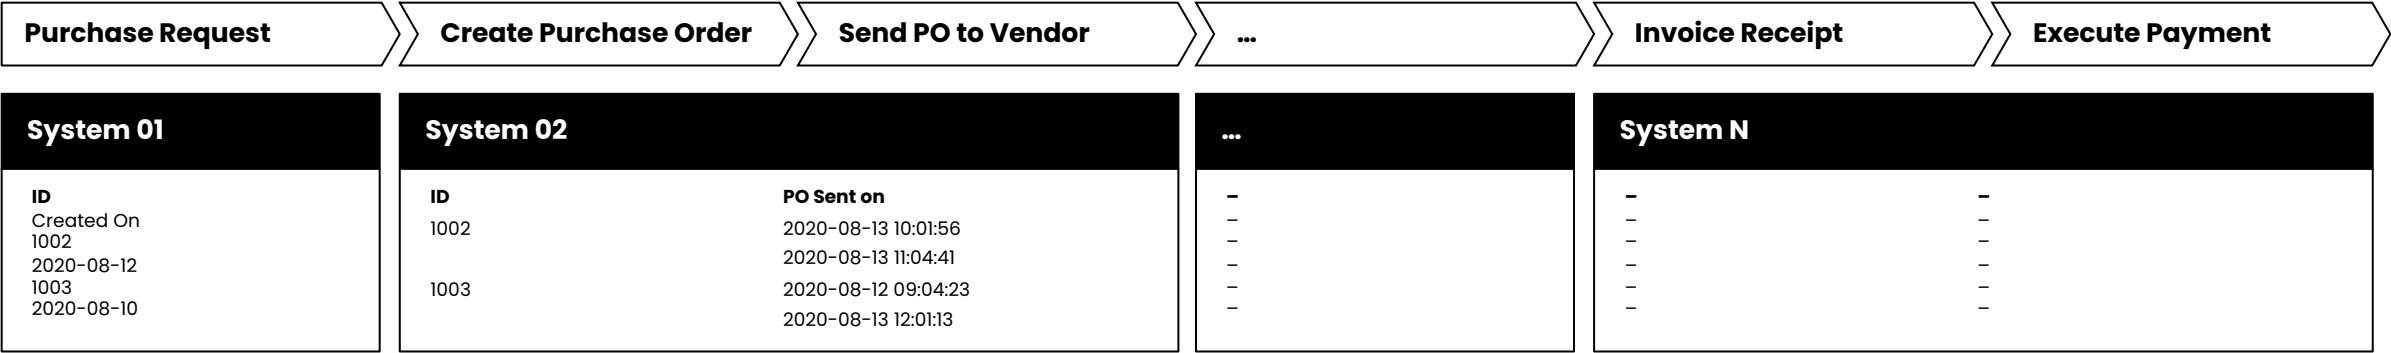 Purchase Request
Create Purchase Order
Send PO to Vendor
...
Invoice Receipt
Execute Payment
System 01
ID
Created On
1002
2020-08-12
1003
2020-08-10
System 02
ID PO Sent on
1002 2020-08-13 10:01:56
2020-08-13 11:04:41
1003 2020-08-12 09:04:23
2020-08-13 12:01:13
...
–
–
–
–
–
–
System N
– –
– –
– –
– –
– –
– –